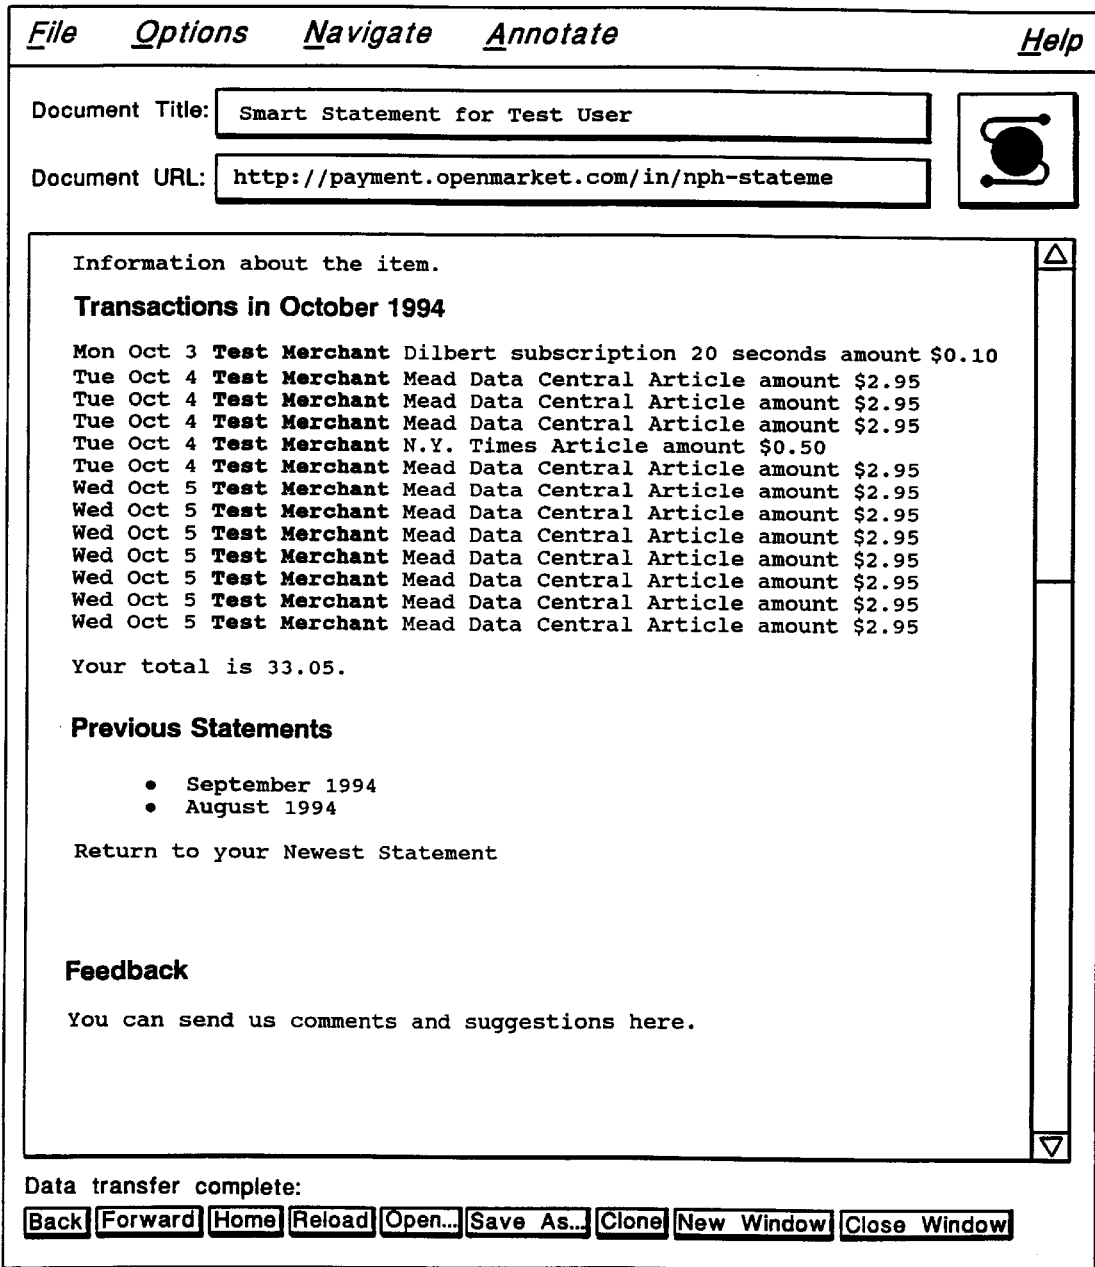 File Options Navigate Annotate Help
Document Title: Smart Statement for Test User
Document URL: http://payment.openmarket.com/in/nph-stateme
Information about the item.
Transactions in October 1994
Mon Oct 3 Test Merchant Dilbert subscription 20 seconds amount $0.10
Tue Oct 4 Test Merchant Mead Data Central Article amount $2.95
Tue Oct 4 Test Merchant Mead Data Central Article amount $2.95
Tue Oct 4 Test Merchant Mead Data Central Article amount $2.95
Tue Oct 4 Test Merchant N.Y. Times Article amount $0.50
Tue Oct 4 Test Merchant Mead Data Central Article amount $2.95
Wed Oct 5 Test Merchant Mead Data Central Article amount $2.95
Wed Oct 5 Test Merchant Mead Data Central Article amount $2.95
Wed Oct 5 Test Merchant Mead Data Central Article amount $2.95
Wed Oct 5 Test Merchant Mead Data Central Article amount $2.95
Wed Oct 5 Test Merchant Mead Data Central Article amount $2.95
Wed Oct 5 Test Merchant Mead Data Central Article amount $2.95
Wed Oct 5 Test Merchant Mead Data Central Article amount $2.95
Your total is 33.05.
Previous Statements
• September 1994
• August 1994
Return to your Newest Statement
Feedback
You can send us comments and suggestions here.
Data transfer complete:
Back Forward Home Reload Open... Save As... Clone New Window Close Window